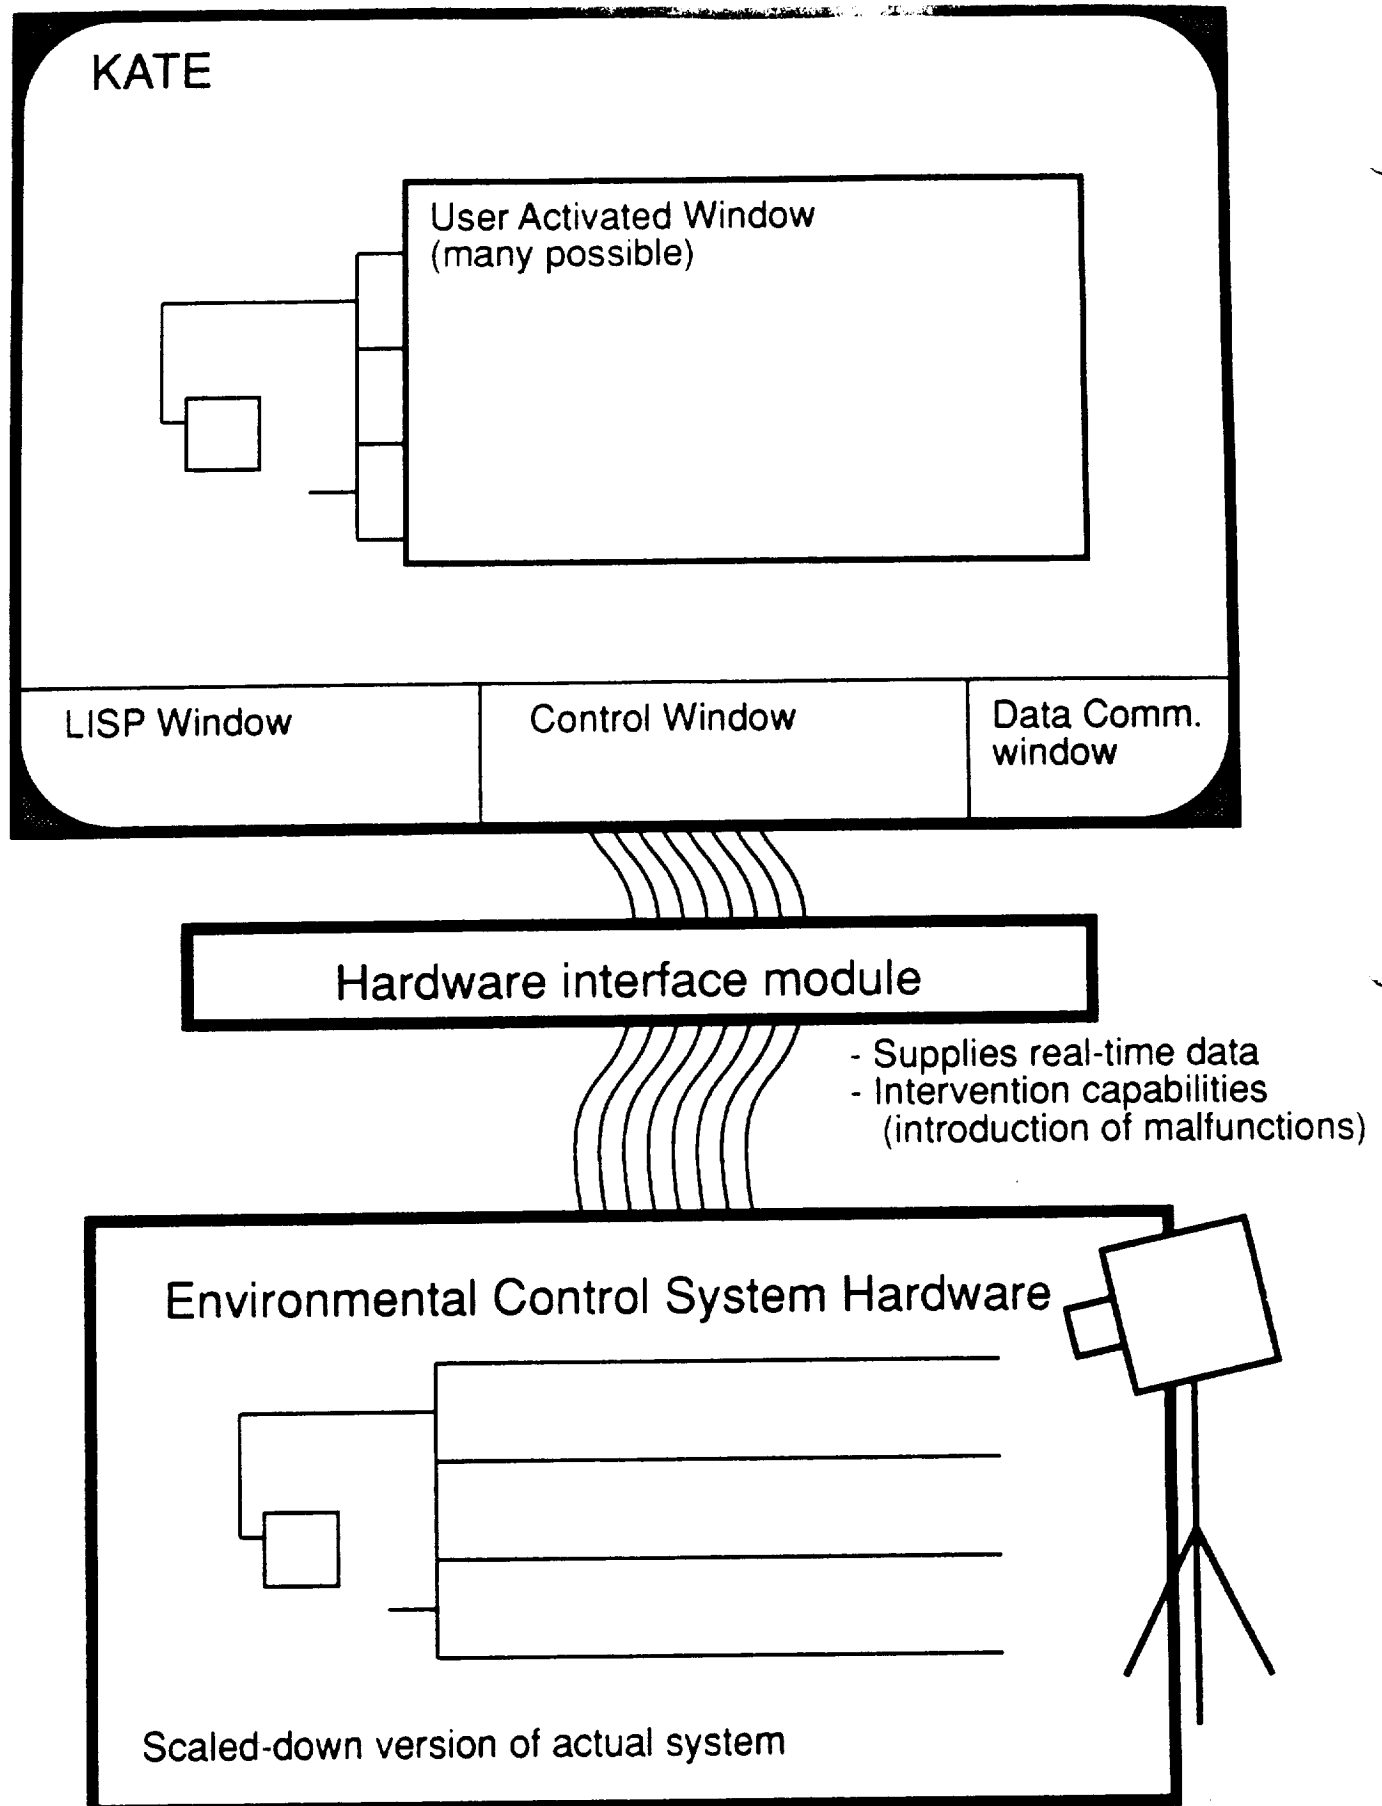 KATE
User Activated Window
(many possible)
LISP Window
Control Window
Data Comm.
window
Hardware interface module
- Supplies real-time data
- Intervention capabilities
(introduction of malfunctions)
Environmental Control System Hardware
Scaled-down version of actual system